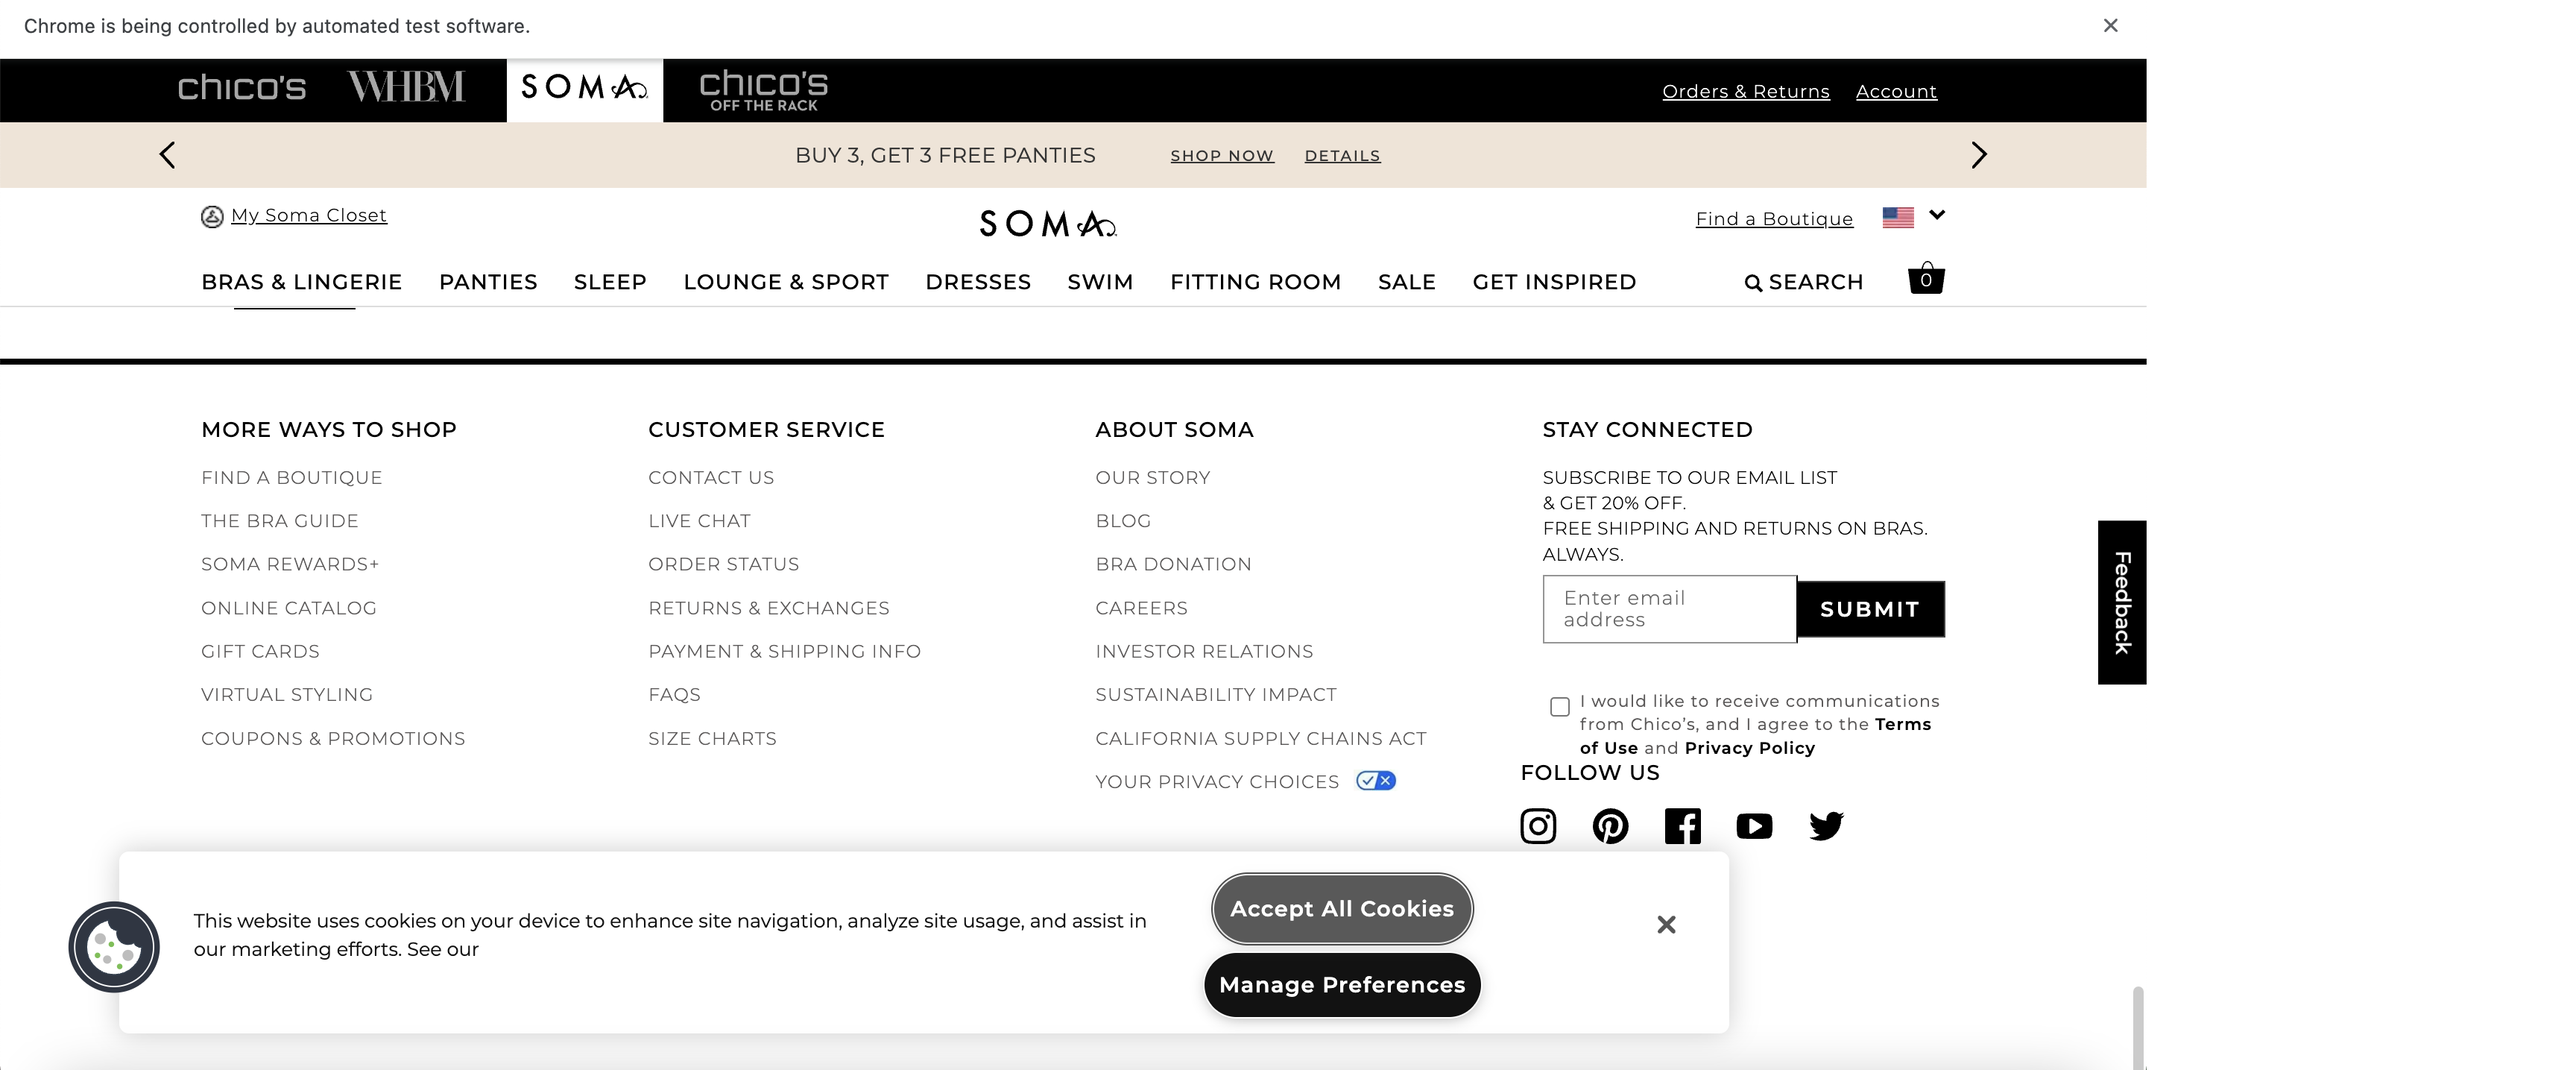 Chrome is being controlled by automated test software.
chico's WHBM SOMA chico's OFF THE RACK Orders & Returns Account
BUY 3, GET 3 FREE PANTIES SHOP NOW DETAILS
My Soma Closet SOMA Find a Boutique
BRAS & LINGERIE PANTIES SLEEP LOUNGE & SPORT DRESSES SWIM FITTING ROOM SALE GET INSPIRED SEARCH 0
MORE WAYS TO SHOP
FIND A BOUTIQUE
THE BRA GUIDE
SOMA REWARDS+
ONLINE CATALOG
GIFT CARDS
VIRTUAL STYLING
COUPONS & PROMOTIONS
CUSTOMER SERVICE
CONTACT US
LIVE CHAT
ORDER STATUS
RETURNS & EXCHANGES
PAYMENT & SHIPPING INFO
FAQS
SIZE CHARTS
ABOUT SOMA
OUR STORY
BLOG
BRA DONATION
CAREERS
INVESTOR RELATIONS
SUSTAINABILITY IMPACT
CALIFORNIA SUPPLY CHAINS ACT
YOUR PRIVACY CHOICES
STAY CONNECTED
SUBSCRIBE TO OUR EMAIL LIST
& GET 20% OFF.
FREE SHIPPING AND RETURNS ON BRAS.
ALWAYS.
Enter email
address
SUBMIT
I would like to receive communications
from Chico’s, and I agree to the Terms
of Use and Privacy Policy
FOLLOW US
Feedback
This website uses cookies on your device to enhance site navigation, analyze site usage, and assist in
our marketing efforts. See our
Accept All Cookies
Manage Preferences